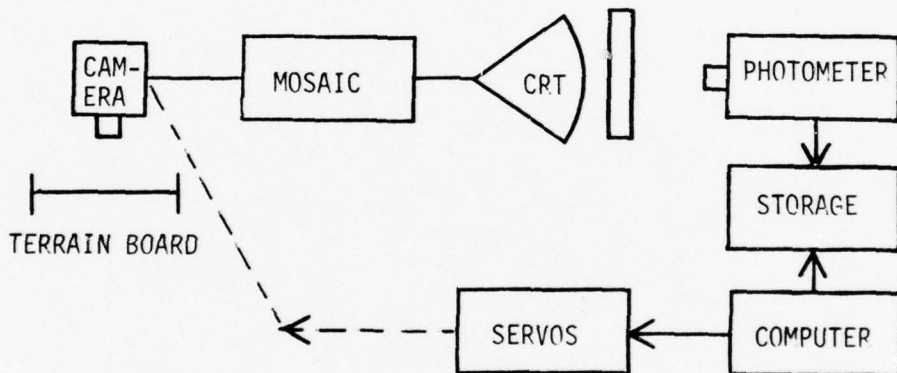 CAM-
ERA
MOSAIC
CRT
PHOTOMETER
STORAGE
TERRAIN BOARD
SERVOS
COMPUTER